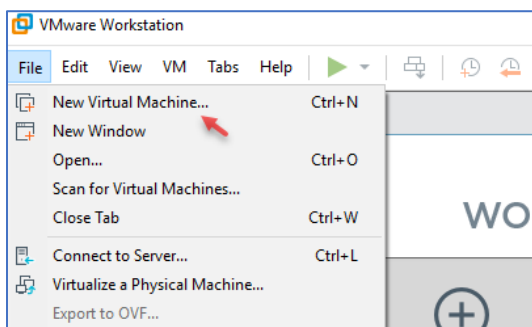 VMware Workstation
File Edit View VM Tabs Help
New Virtual Machine... Ctrl+N
New Window
Open... Ctrl+O
Scan for Virtual Machines...
Close Tab Ctrl+W
WO
Connect to Server... Ctrl+L
Virtualize a Physical Machine...
Export to OVF...